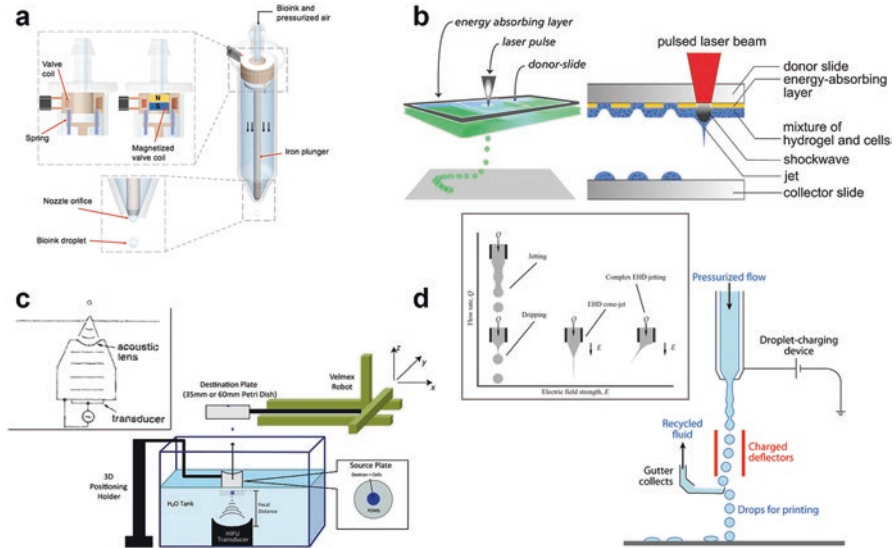 a
Bioink and
pressurized air
Valve
coil
N
S
Spring
Magnetized
valve coil
Iron plunger
Nozzle orifice
Bioink droplet
b
energy absorbing layer
laser pulse
donor-slide
pulsed laser beam
donor slide
energy-absorbing
layer
mixture of
hydrogel and cells
shockwave
jet
collector slide
c
acoustic
lens
transducer
Destination Plate
(35mm or 60mm Petri Dish)
Velmex
Robot
z
y
x
3D
Positioning
Holder
H₂O Tank
Focal
Distance
HIFU
Transducer
Source Plate
Dextran + Cells
PDMS
d
Flow rate, Q
Q
Jetting
Complex EHD jetting
Q
Dripping
Q
EHD cone-jet
E
Q
E
Electric field strength, E
Pressurized flow
Droplet-charging
device
Recycled
fluid
Charged
deflectors
Gutter
collects
Drops for printing